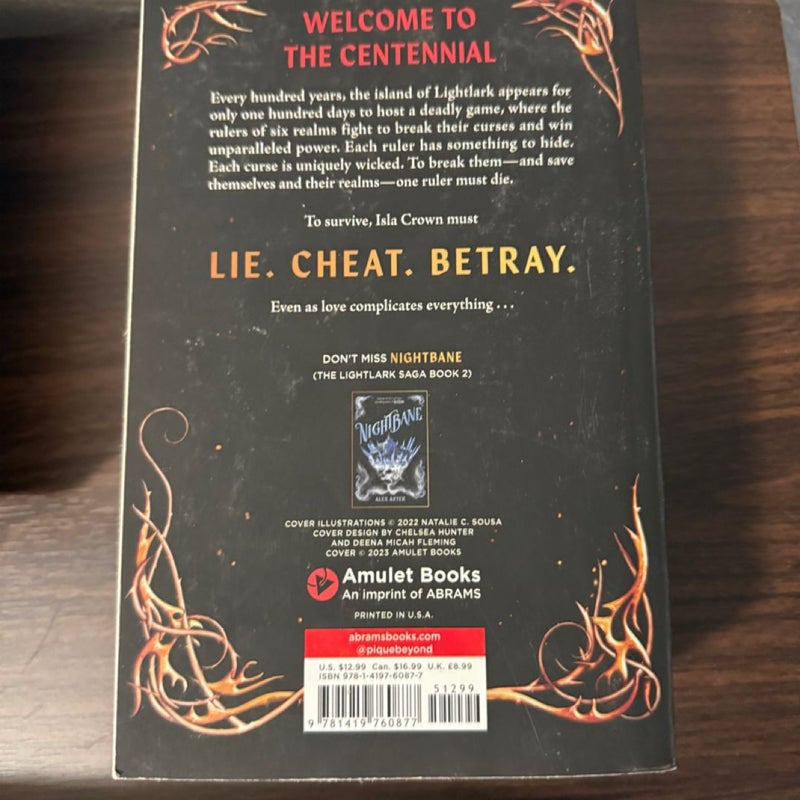 WELCOME TO
THE CENTENNIAL
Every hundred years, the island of Lightlark appears for
only one hundred days to host a deadly game, where the
rulers of six realms fight to break their curses and win
unparalleled power. Each ruler has something to hide.
Each curse is uniquely wicked. To break them—and save
themselves and their realms—one ruler must die.
To survive, Isla Crown must
LIE. CHEAT. BETRAY.
Even as love complicates everything . . .
DON'T MISS NIGHTBANE
(THE LIGHTLARK SAGA BOOK 2)
NIGHTBANE
ALEX ASTER
COVER ILLUSTRATIONS © 2022 NATALIE C. SOUSA
COVER DESIGN BY CHELSEA HUNTER
AND DEENA MICAH FLEMING
COVER © 2023 AMULET BOOKS
Amulet Books
An imprint of ABRAMS
PRINTED IN U.S.A.
abramsbooks.com
@piquebeyond
U.S. $12.99 Can. $16.99 U.K. £8.99
ISBN 978-1-4197-6087-7
51299
9 781419 760877